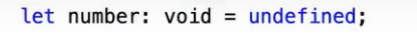 let number: void = undefined;